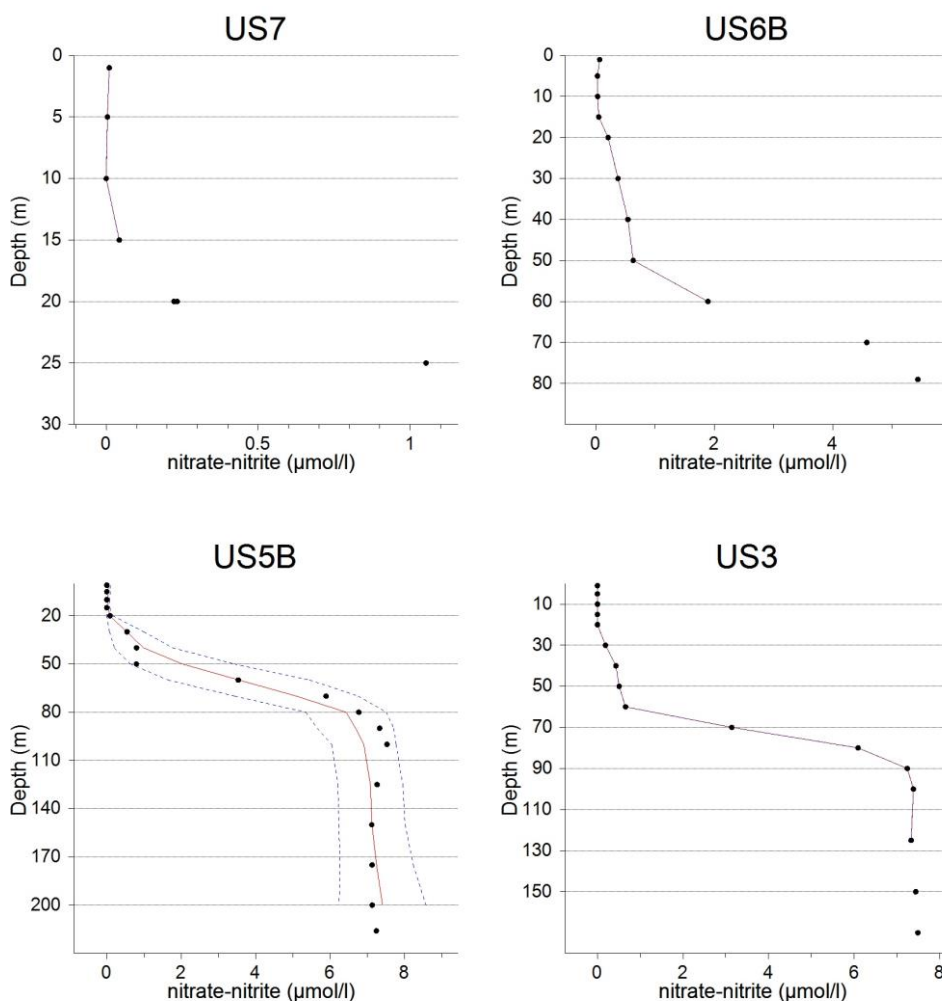 US7
0
5
10
15
20
25
30
Depth (m)
0 0.5 1
nitrate-nitrite (µmol/l)
US6B
0
10
20
30
40
50
60
70
80
Depth (m)
0 2 4
nitrate-nitrite (µmol/l)
US5B
20
50
80
110
140
170
200
Depth (m)
0 2 4 6 8
nitrate-nitrite (µmol/l)
US3
10
30
50
70
90
110
130
150
Depth (m)
0 2 4 6 8
nitrate-nitrite (µmol/l)